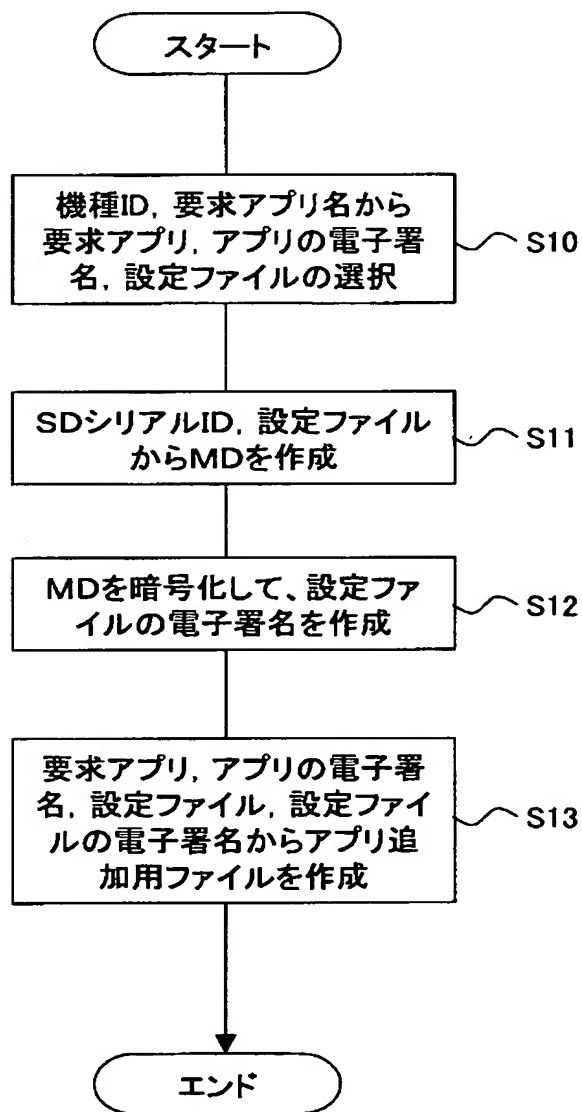 スタート
機種ID, 要求アプリ名から
要求アプリ, アプリの電子署
名, 設定ファイルの選択
S10
SDシリアルID, 設定ファイル
からMDを作成
S11
MDを暗号化して、設定ファ
イルの電子署名を作成
S12
要求アプリ, アプリの電子署
名, 設定ファイル, 設定ファイ
ルの電子署名からアプリ追
加用ファイルを作成
S13
エンド